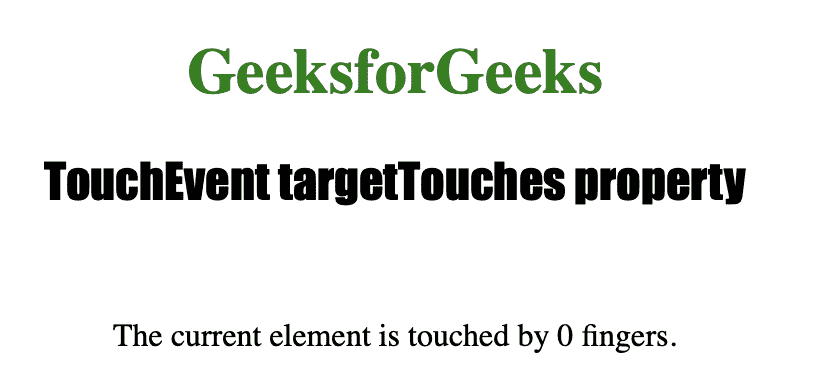 GeeksforGeeks
TouchEvent targetTouches property
The current element is touched by 0 fingers.